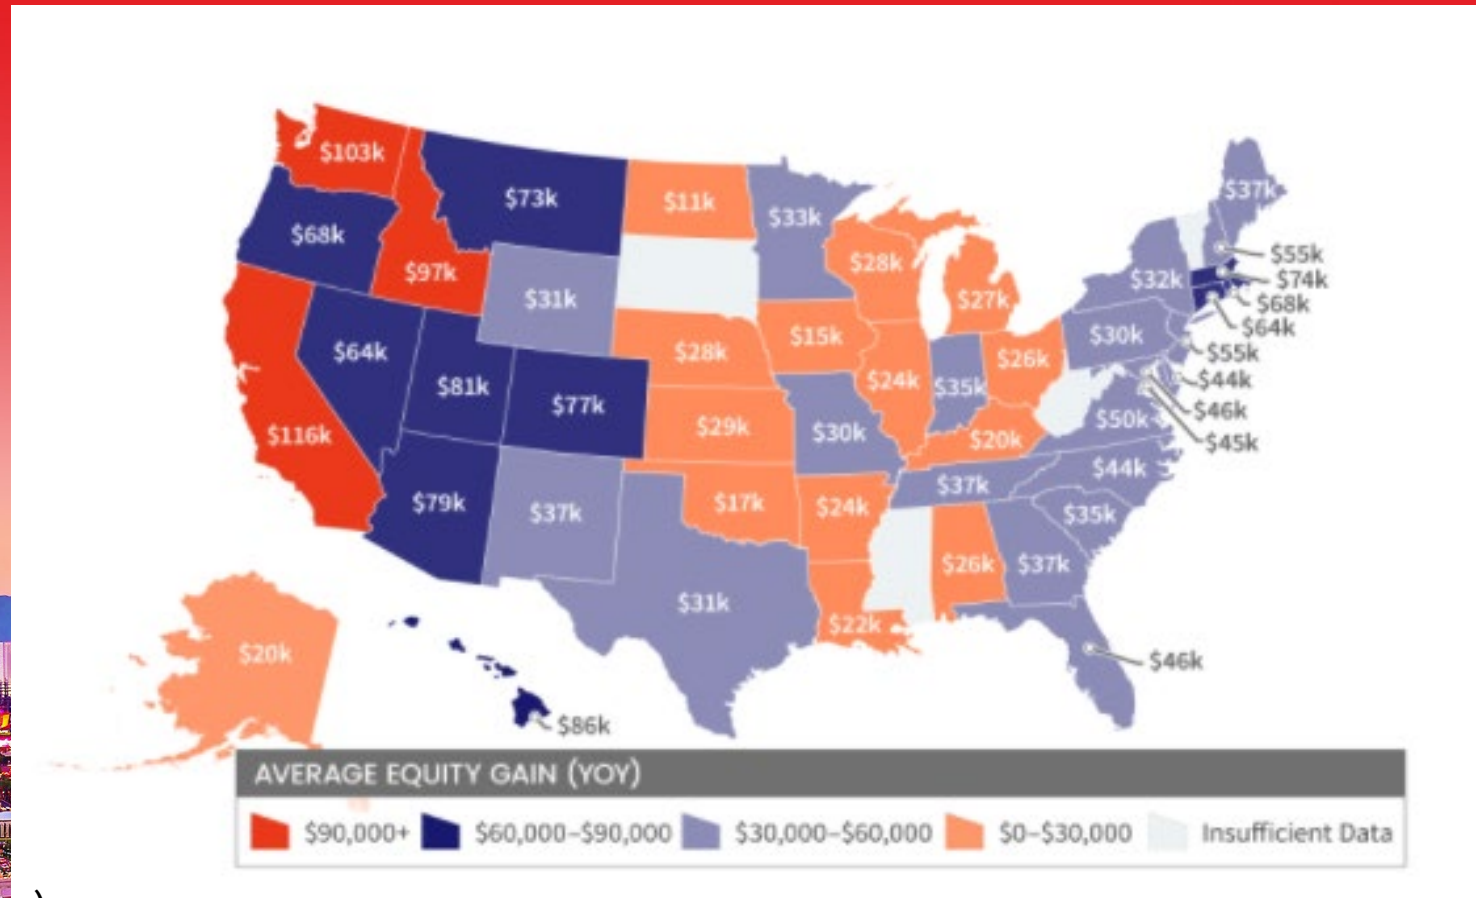 $103k
$73k
$11k
$33k
$37k
$68k
$97k
$28k
$55k
$74k
$32k
$31k
$27k
$68k
$64k
$64k
$15k
$30k
$28k
$26k
$55k
$81k
$24k
$35k
$44k
$77k
$46k
$116k
$29k
$30k
$20k
$50k
$45k
$44k
$37k
$79k
$37k
$17k
$24k
$35k
$26k
$37k
$31k
$22k
$20k
$46k
$86k
AVERAGE EQUITY GAIN (YOY)
$90,000+ $60,000–$90,000 $30,000–$60,000 $0–$30,000 Insufficient Data
)